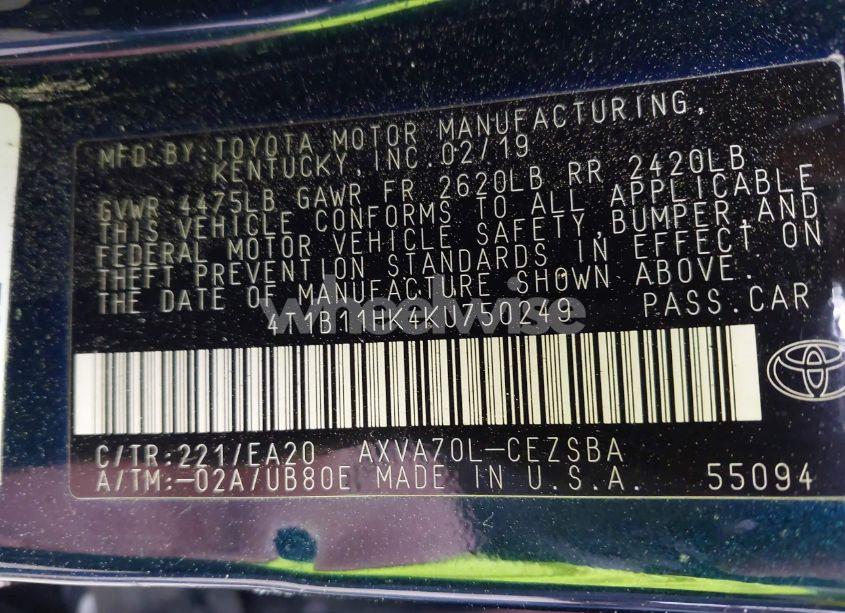 MFD.BY:TOYOTA MOTOR MANUFACTURING,
KENTUCKY,INC.02/19
GVWR 4475LB GAWR FR 2620LB RR 2420LB
THIS VEHICLE CONFORMS TO ALL APPLICABLE
FEDERAL MOTOR VEHICLE SAFETY,BUMPER,AND
THEFT PREVENTION STANDARDS IN EFFECT ON
THE DATE OF MANUFACTURE SHOWN ABOVE.
4T1B11HK4KU750249 PASS.CAR
wheelwise
C/TR:221/EA20 AXVA70L-CEZSBA
A/TM:-02A/UB80E MADE IN U.S.A. 55094